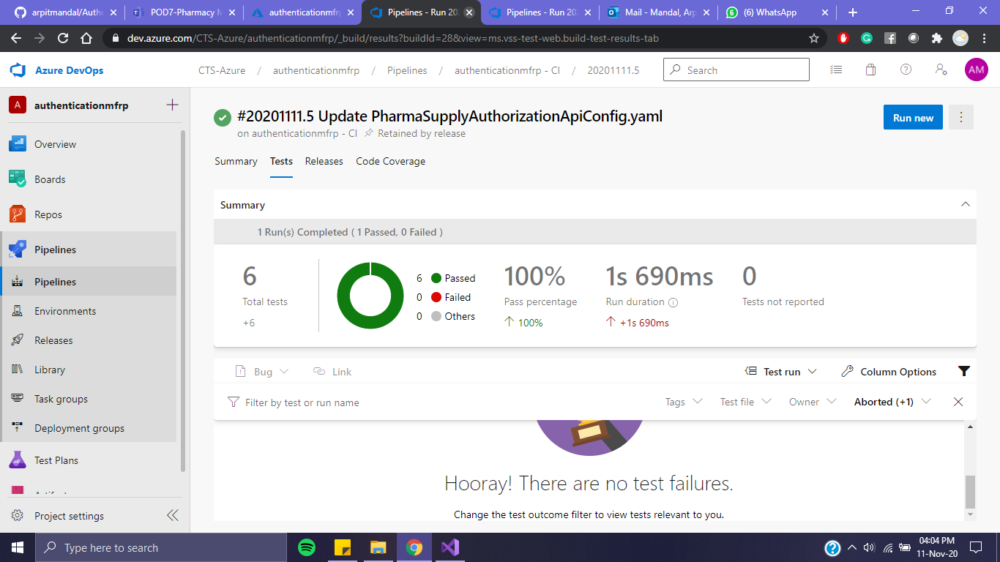 arpitmandal/Authe
POD7-Pharmacy M
authenticationmfrp
Pipelines - Run 202
Pipelines - Run 202
Mail - Mandal, Arp
(6) WhatsApp
dev.azure.com/CTS-Azure/authenticationmfrp/_build/results?buildId=28&view=ms.vss-test-web.build-test-results-tab
Azure DevOps
CTS-Azure / authenticationmfrp / Pipelines / authenticationmfrp - CI / 20201111.5
Search
AM
A authenticationmfrp
Overview
Boards
Repos
Pipelines
Pipelines
Environments
Releases
Library
Task groups
Deployment groups
Test Plans
Project settings
#20201111.5 Update PharmaSupplyAuthorizationApiConfig.yaml
on authenticationmfrp - CI Retained by release
Run new
Summary Tests Releases Code Coverage
Summary
1 Run(s) Completed ( 1 Passed, 0 Failed )
6
Total tests
+6
6 Passed
0 Failed
0 Others
100%
Pass percentage
100%
1s 690ms
Run duration
+1s 690ms
0
Tests not reported
Bug Link Test run Column Options
Filter by test or run name Tags Test file Owner Aborted (+1)
Hooray! There are no test failures.
Change the test outcome filter to view tests relevant to you.
Type here to search
04:04 PM
11-Nov-20